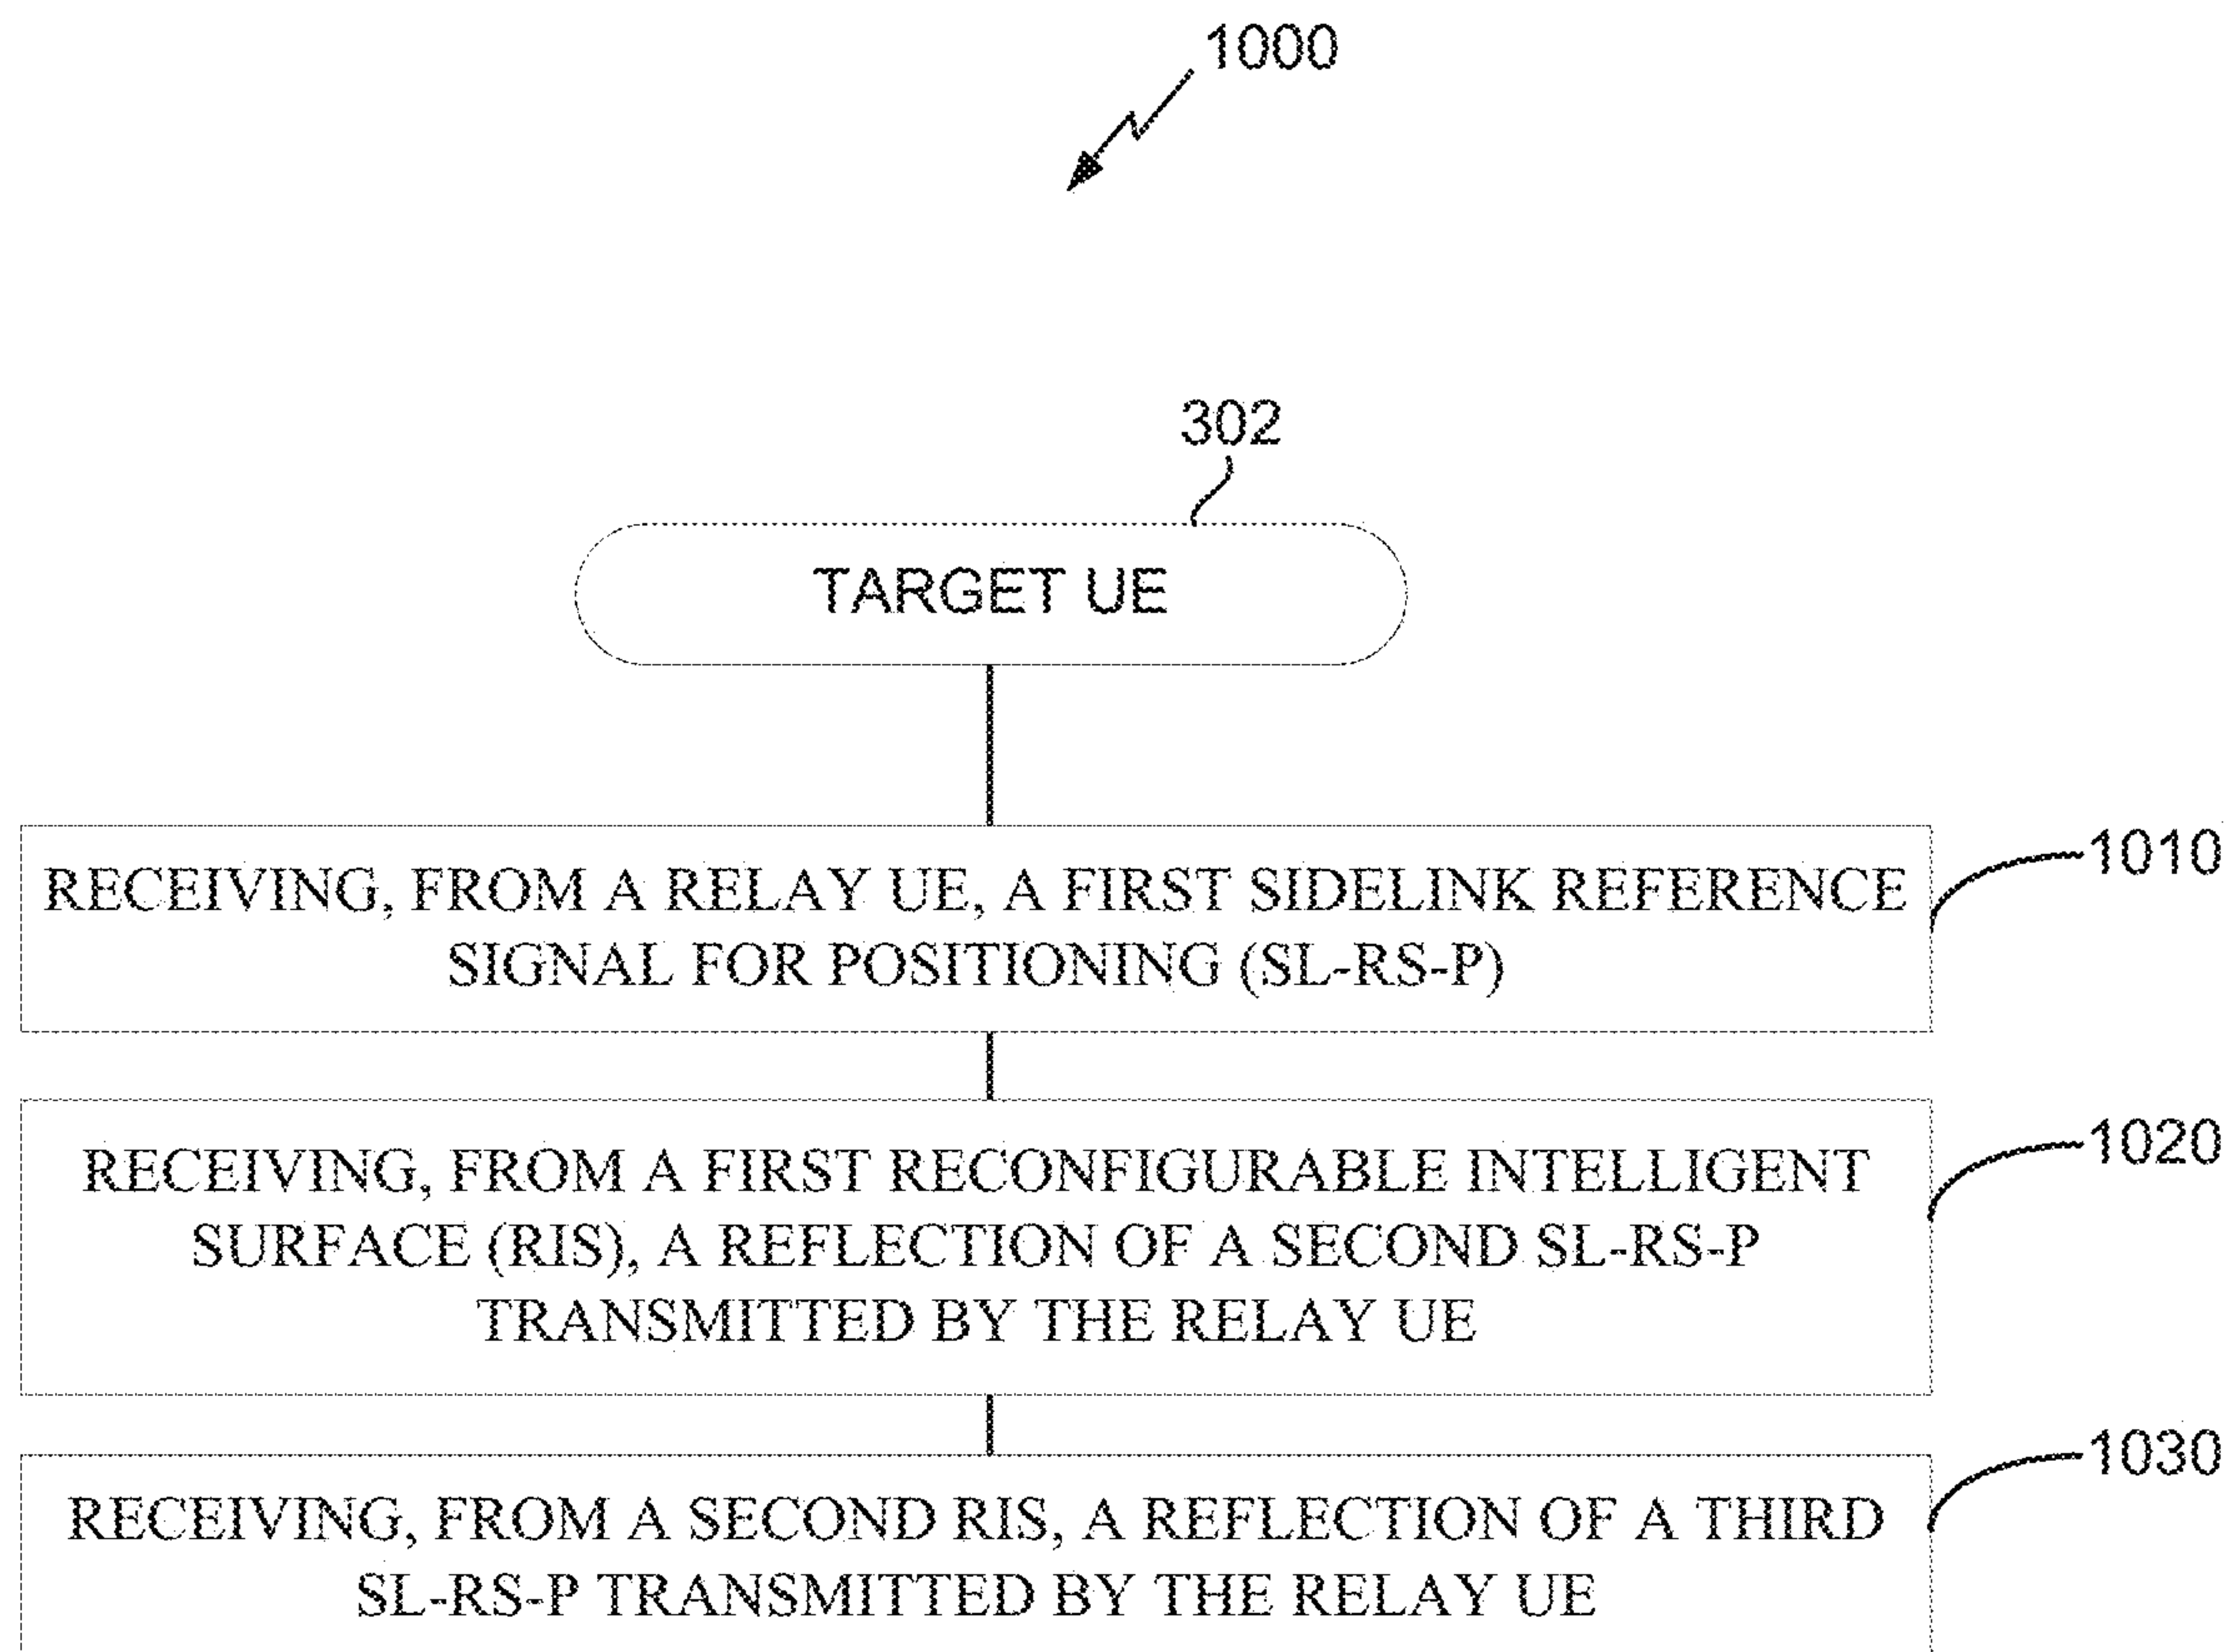 1000
302
TARGET UE
RECEIVING, FROM A RELAY UE, A FIRST SIDELINK REFERENCE
SIGNAL FOR POSITIONING (SL-RS-P)
1010
RECEIVING, FROM A FIRST RECONFIGURABLE INTELLIGENT
SURFACE (RIS), A REFLECTION OF A SECOND SL-RS-P
TRANSMITTED BY THE RELAY UE
1020
RECEIVING, FROM A SECOND RIS, A REFLECTION OF A THIRD
SL-RS-P TRANSMITTED BY THE RELAY UE
1030